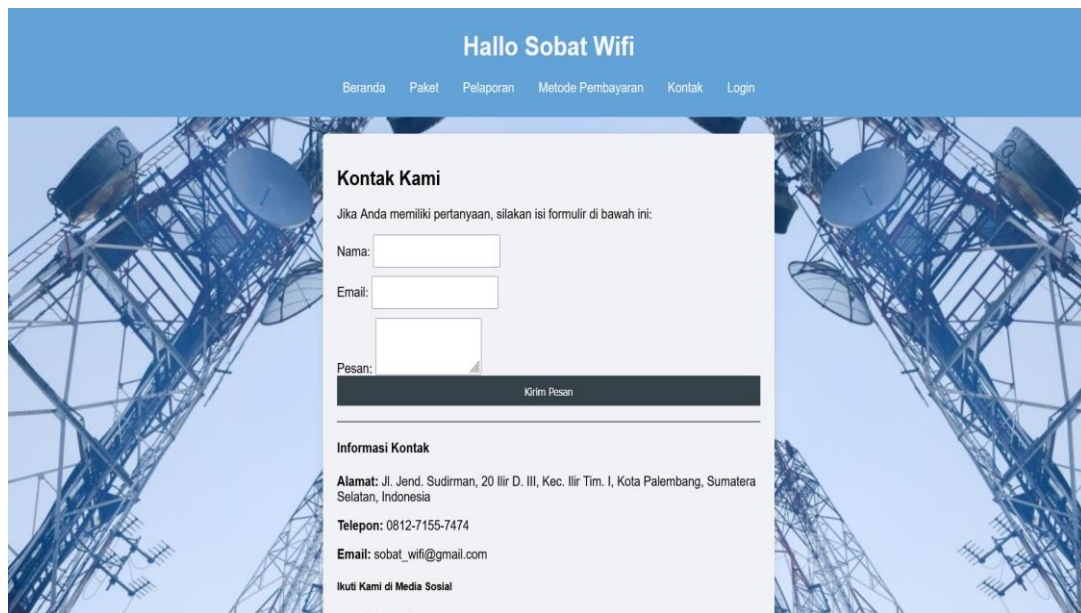 Hallo Sobat Wifi
Beranda Paket Pelaporan Metode Pembayaran Kontak Login
Kontak Kami
Jika Anda memiliki pertanyaan, silakan isi formulir di bawah ini:
Nama:
Email:
Pesan:
Kirim Pesan
Informasi Kontak
Alamat: Jl. Jend. Sudirman, 20 Ilir D. III, Kec. Ilir Tim. I, Kota Palembang, Sumatera
Selatan, Indonesia
Telepon: 0812-7155-7474
Email: sobat_wifi@gmail.com
Ikuti Kami di Media Sosial